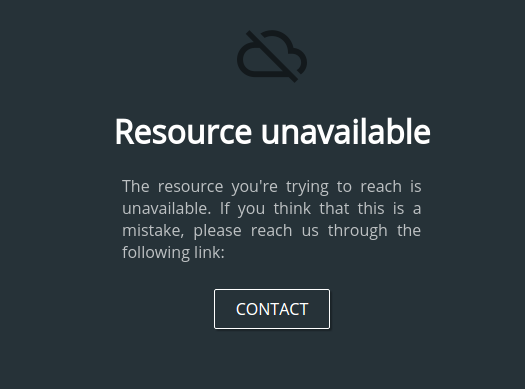 Resource unavailable
The resource you're trying to reach is
unavailable. If you think that this is a
mistake, please reach us through the
following link:
CONTACT